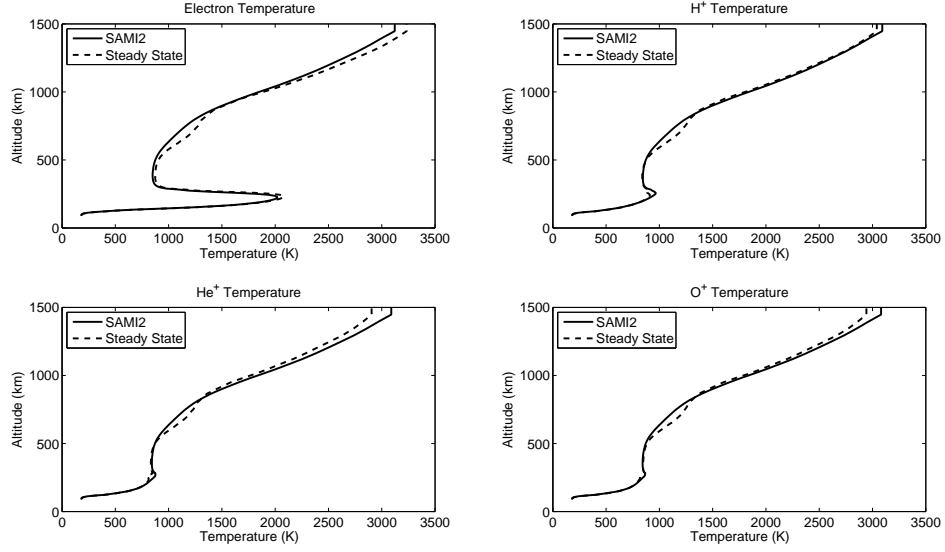 Electron Temperature
1500
1000
500
0
Altitude (km)
SAMI2
Steady State
0 500 1000 1500 2000 2500 3000 3500
Temperature (K)
H+ Temperature
1500
1000
500
0
Altitude (km)
SAMI2
Steady State
0 500 1000 1500 2000 2500 3000 3500
Temperature (K)
He+ Temperature
1500
1000
500
0
Altitude (km)
SAMI2
Steady State
0 500 1000 1500 2000 2500 3000 3500
Temperature (K)
O+ Temperature
1500
1000
500
0
Altitude (km)
SAMI2
Steady State
0 500 1000 1500 2000 2500 3000 3500
Temperature (K)